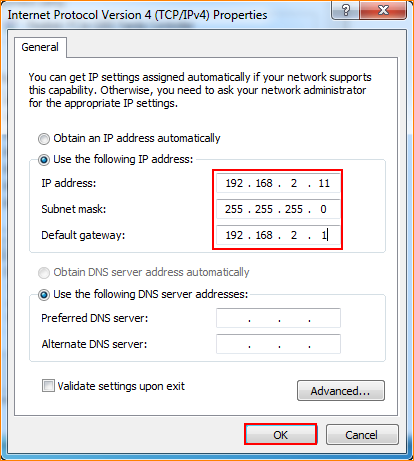 Internet Protocol Version 4 (TCP/IPv4) Properties
General
You can get IP settings assigned automatically if your network supports
this capability. Otherwise, you need to ask your network administrator
for the appropriate IP settings.
Obtain an IP address automatically
Use the following IP address:
IP address: 192 . 168 . 2 . 11
Subnet mask: 255 . 255 . 255 . 0
Default gateway: 192 . 168 . 2 . 1
Obtain DNS server address automatically
Use the following DNS server addresses:
Preferred DNS server: . . .
Alternate DNS server: . . .
Validate settings upon exit
Advanced...
OK Cancel